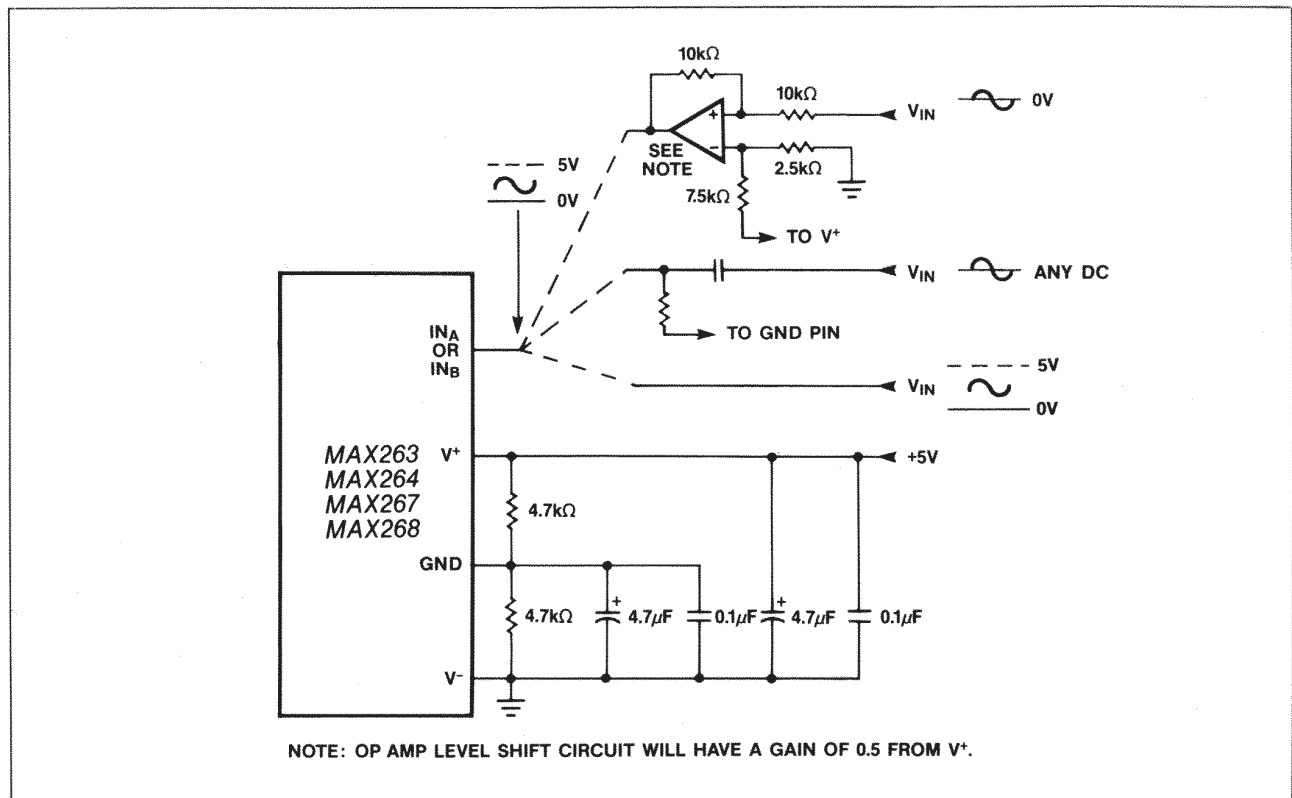 10kΩ
10kΩ
VIN
0V
+
−
SEE
NOTE
2.5kΩ
7.5kΩ
TO V+
5V
0V
VIN
ANY DC
TO GND PIN
INA
OR
INB
VIN
5V
0V
MAX263
MAX264
MAX267
MAX268
V+
+5V
4.7kΩ
GND
4.7kΩ
+
4.7µF
0.1µF
+
4.7µF
0.1µF
V−
NOTE: OP AMP LEVEL SHIFT CIRCUIT WILL HAVE A GAIN OF 0.5 FROM V+.